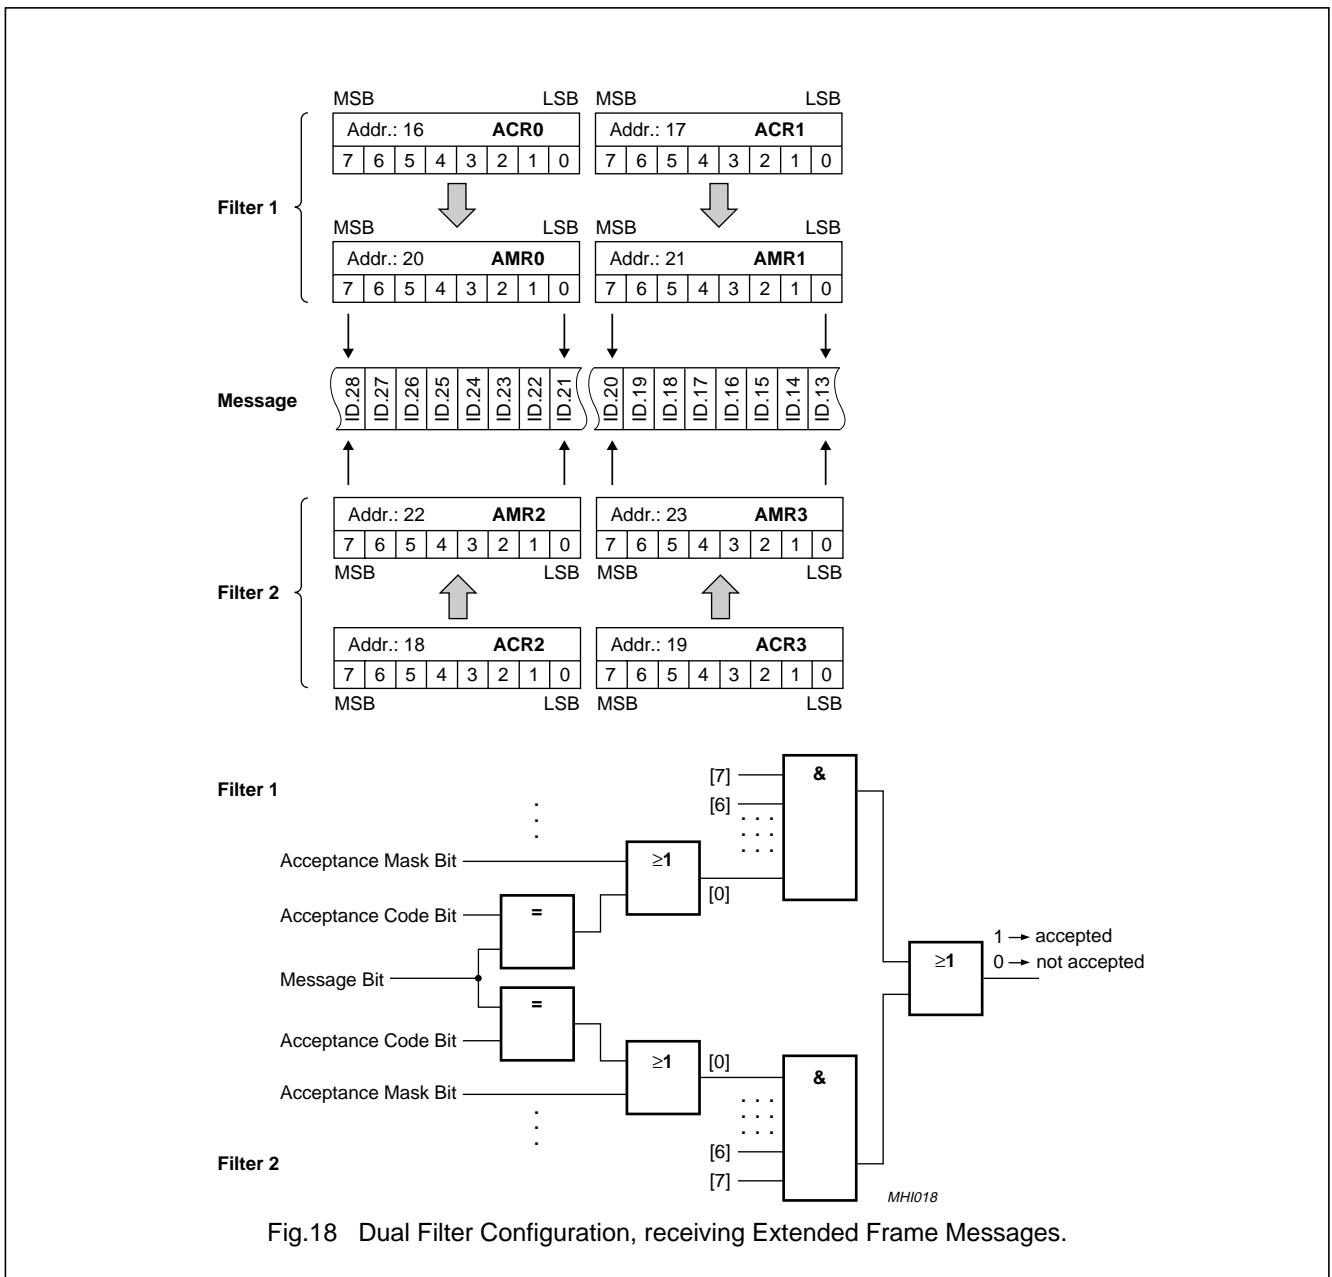 MSB LSB MSB LSB
Addr.: 16 ACR0 Addr.: 17 ACR1
7 6 5 4 3 2 1 0 7 6 5 4 3 2 1 0
Filter 1
MSB LSB MSB LSB
Addr.: 20 AMR0 Addr.: 21 AMR1
7 6 5 4 3 2 1 0 7 6 5 4 3 2 1 0
Message ID.28 ID.27 ID.26 ID.25 ID.24 ID.23 ID.22 ID.21 ID.20 ID.19 ID.18 ID.17 ID.16 ID.15 ID.14 ID.13
Addr.: 22 AMR2 Addr.: 23 AMR3
7 6 5 4 3 2 1 0 7 6 5 4 3 2 1 0
MSB LSB MSB LSB
Filter 2
Addr.: 18 ACR2 Addr.: 19 ACR3
7 6 5 4 3 2 1 0 7 6 5 4 3 2 1 0
MSB LSB MSB LSB
Filter 1
[7] &
[6]
Acceptance Mask Bit ≥1
[0]
Acceptance Code Bit =
1 → accepted
Message Bit ≥1 0 → not accepted
=
Acceptance Code Bit
≥1 [0] &
Acceptance Mask Bit
[6]
Filter 2
[7]
MHI018
Fig.18 Dual Filter Configuration, receiving Extended Frame Messages.